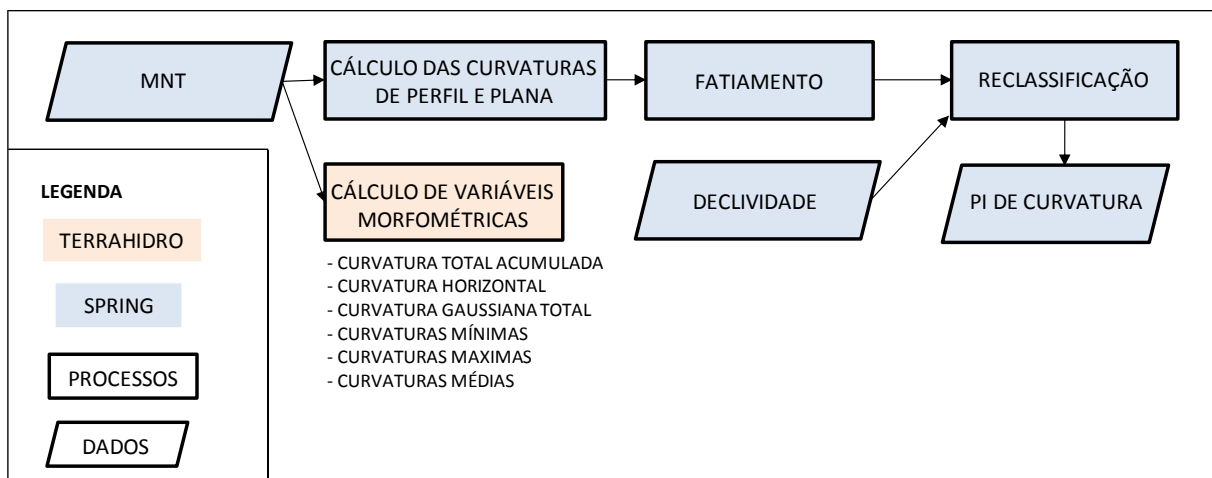 MNT
CÁLCULO DAS CURVATURAS
DE PERFIL E PLANA
FATIAMENTO
RECLASSIFICAÇÃO
CÁLCULO DE VARIÁVEIS
MORFOMÉTRICAS
DECLIVIDADE
PI DE CURVATURA
- CURVATURA TOTAL ACUMULADA
- CURVATURA HORIZONTAL
- CURVATURA GAUSSIANA TOTAL
- CURVATURAS MÍNIMAS
- CURVATURAS MAXIMAS
- CURVATURAS MÉDIAS
LEGENDA
TERRAHIDRO
SPRING
PROCESSOS
DADOS